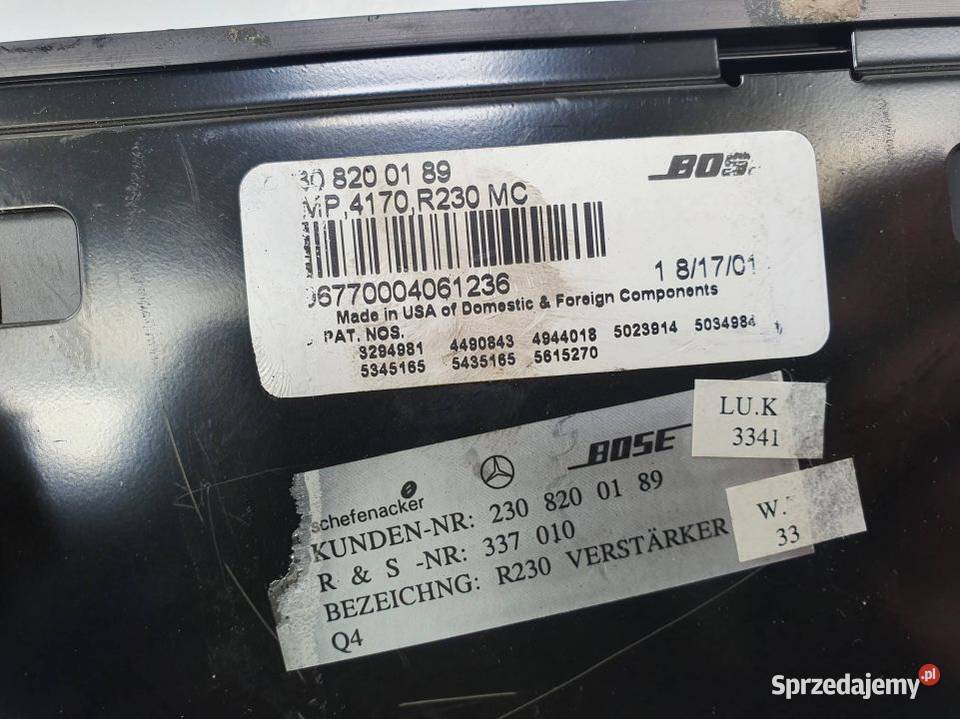 30 820 01 89
BOS
MP,4170,R230 MC
06770004061236
1 8/17/01
Made in USA of Domestic & Foreign Components
PAT. NOS.
3294981 4490843 4944018 5023914 5034984
5345165 5435165 5615270
LU.K
3341
schefenacker
BOSE
KUNDEN-NR: 230 820 01 89
R & S -NR: 337 010
BEZEICHNG: R230 VERSTÄRKER
Q4
W.
33
Sprzedajemy.pl